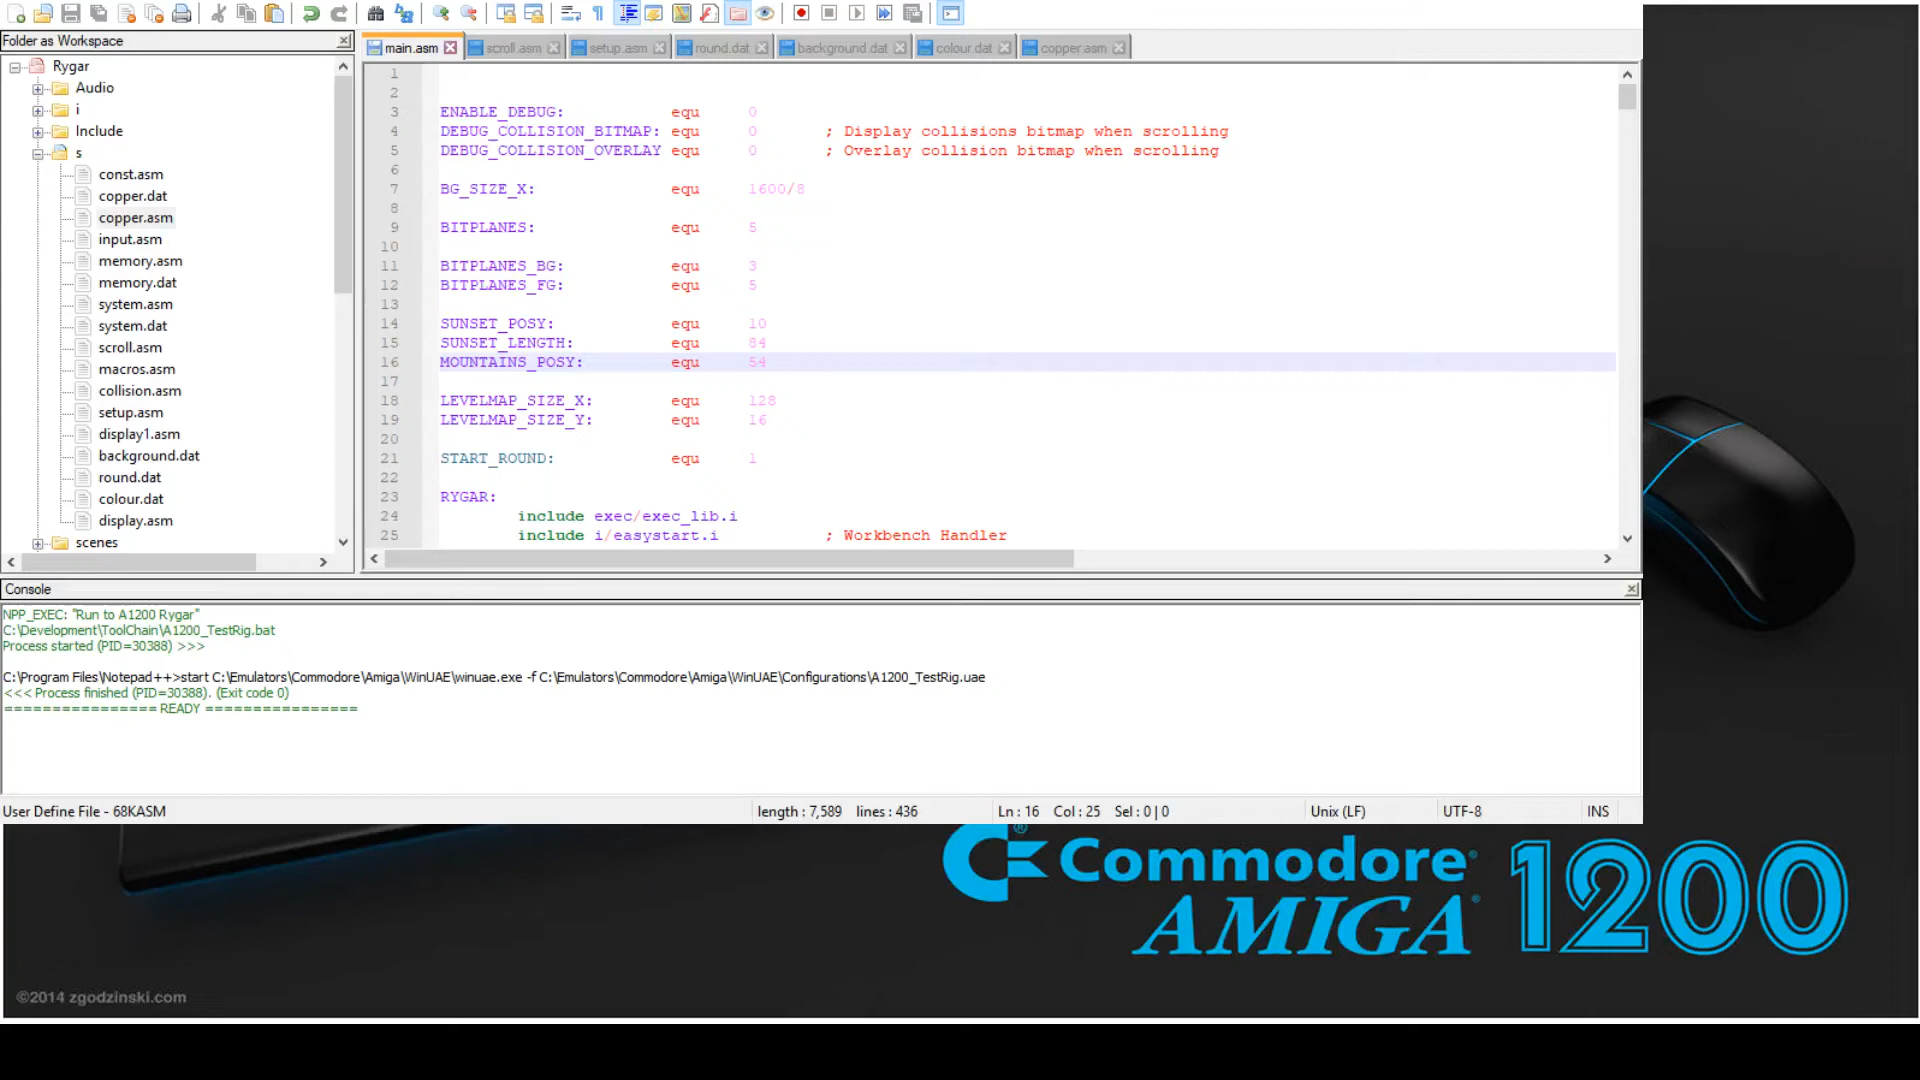 Folder as Workspace
Rygar
Audio
i
Include
s
const.asm
copper.dat
copper.asm
input.asm
memory.asm
memory.dat
system.asm
system.dat
scroll.asm
macros.asm
collision.asm
setup.asm
display1.asm
background.dat
round.dat
colour.dat
display.asm
scenes
main.asm scroll.asm setup.asm round.dat background.dat colour.dat copper.asm
1
2
3 ENABLE_DEBUG: equ 0
4 DEBUG_COLLISION_BITMAP: equ 0 ; Display collisions bitmap when scrolling
5 DEBUG_COLLISION_OVERLAY equ 0 ; Overlay collision bitmap when scrolling
6
7 BG_SIZE_X: equ 1600/8
8
9 BITPLANES: equ 5
10
11 BITPLANES_BG: equ 3
12 BITPLANES_FG: equ 5
13
14 SUNSET_POSY: equ 10
15 SUNSET_LENGTH: equ 84
16 MOUNTAINS_POSY: equ 54
17
18 LEVELMAP_SIZE_X: equ 128
19 LEVELMAP_SIZE_Y: equ 16
20
21 START_ROUND: equ 1
22
23 RYGAR:
24 include exec/exec_lib.i
25 include i/easystart.i ; Workbench Handler
Console
NPP_EXEC: "Run to A1200 Rygar"
C:\Development\ToolChain\A1200_TestRig.bat
Process started (PID=30388) >>>
C:\Program Files\Notepad++>start C:\Emulators\Commodore\Amiga\WinUAE\winuae.exe -f C:\Emulators\Commodore\Amiga\WinUAE\Configurations\A1200_TestRig.uae
<<< Process finished (PID=30388). (Exit code 0)
================ READY ================
User Define File - 68KASM length : 7,589 lines : 436 Ln : 16 Col : 25 Sel : 0 | 0 Unix (LF) UTF-8 INS
Commodore®
AMIGA® 1200
©2014 zgodzinski.com